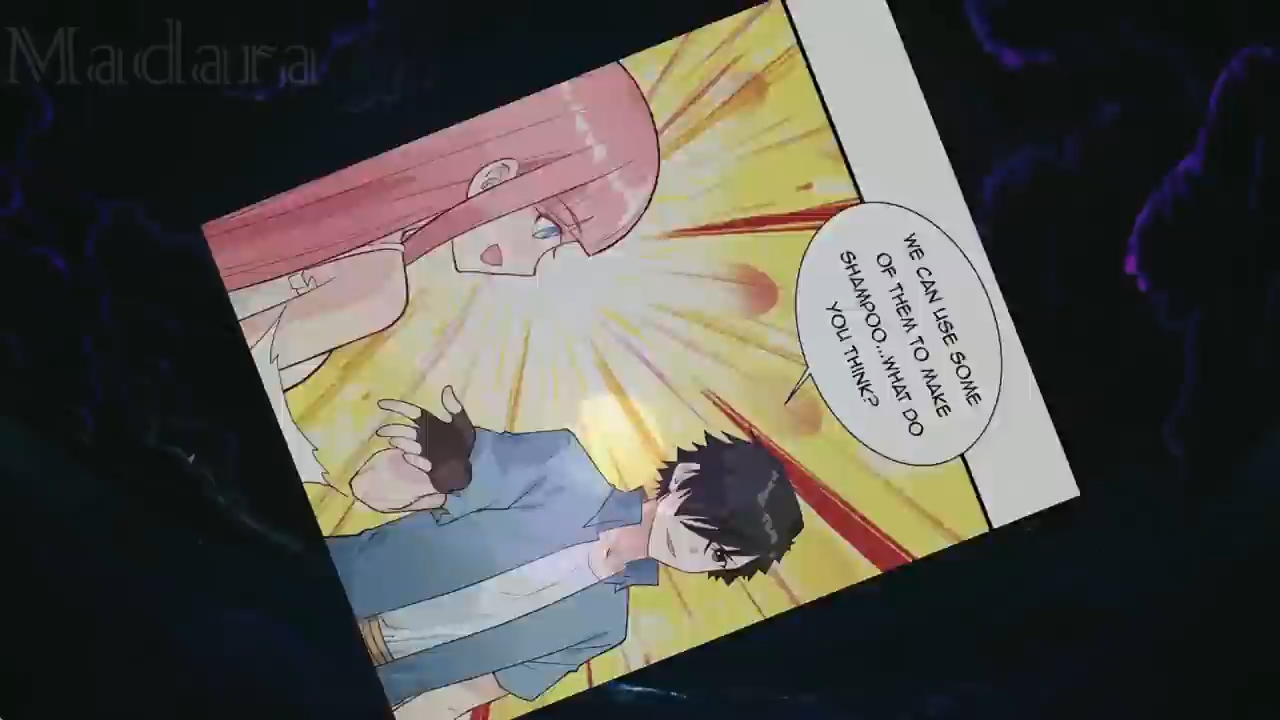 Madara
WE CAN USE SOME
OF THEM TO MAKE
SHAMPOO...WHAT DO
YOU THINK?